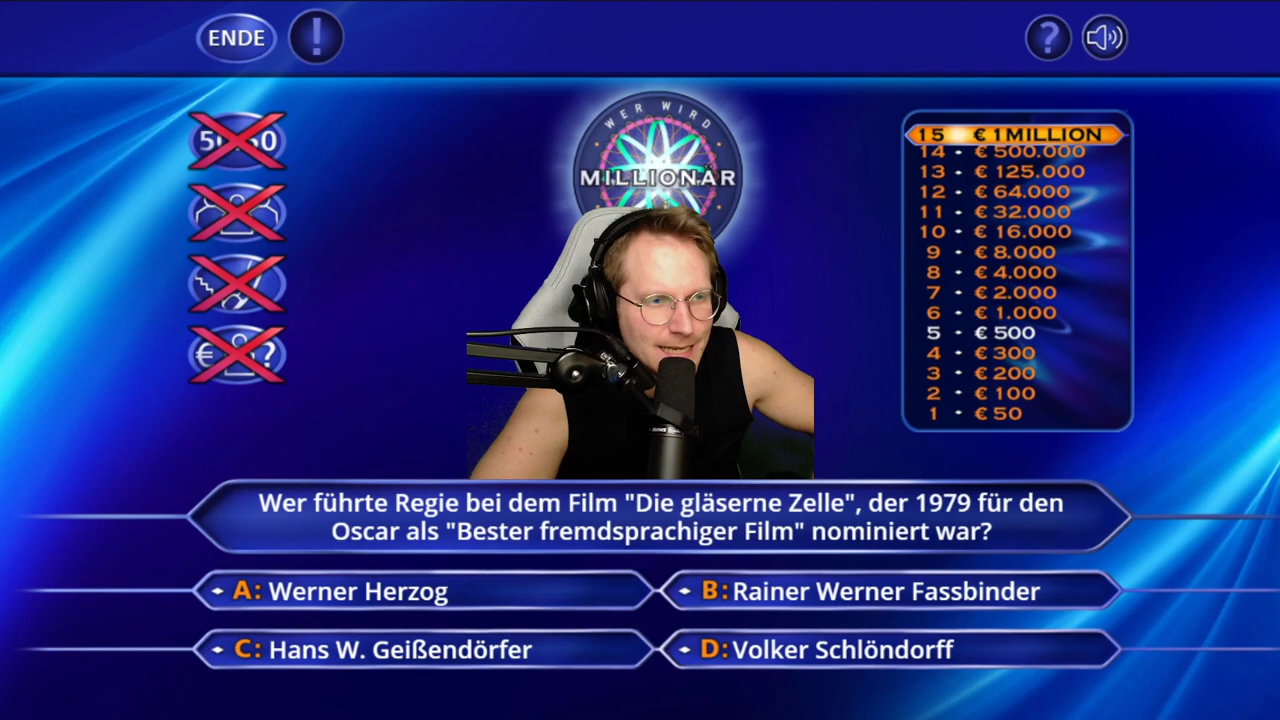 ENDE
!
?
WER WIRD
MILLIONÄR
€ ?
15 € 1 MILLION
14 • € 500.000
13 • € 125.000
12 • € 64.000
11 • € 32.000
10 • € 16.000
9 • € 8.000
8 • € 4.000
7 • € 2.000
6 • € 1.000
5 • € 500
4 • € 300
3 • € 200
2 • € 100
1 • € 50
Wer führte Regie bei dem Film "Die gläserne Zelle", der 1979 für den
Oscar als "Bester fremdsprachiger Film" nominiert war?
A: Werner Herzog
B: Rainer Werner Fassbinder
C: Hans W. Geißendörfer
D: Volker Schlöndorff